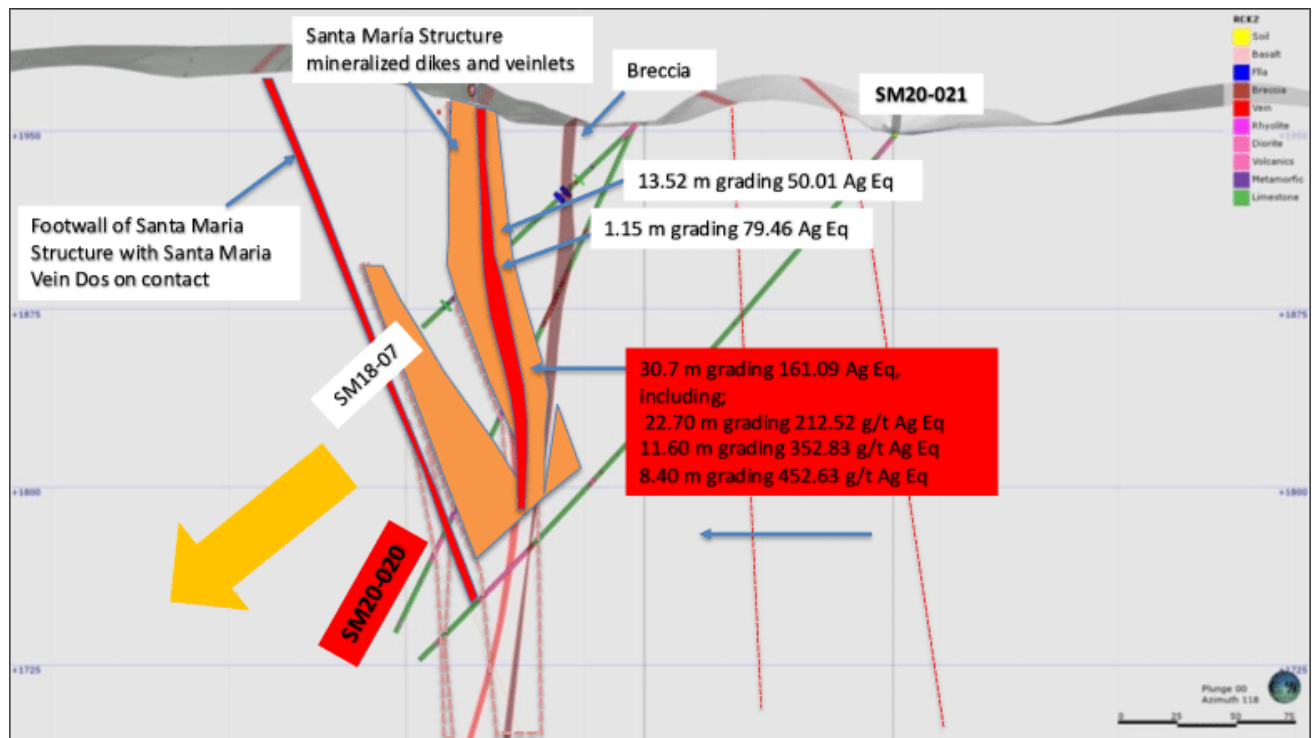 Santa María Structure
mineralized dikes and veinlets
Breccia
SM20-021
RCK2
Soil
Basalt
Flla
Breccia
Vein
Rhyolite
Diorite
Volcanics
Metamorfic
Limestone
+1950
+1950
13.52 m grading 50.01 Ag Eq
1.15 m grading 79.46 Ag Eq
Footwall of Santa Maria
Structure with Santa Maria
Vein Dos on contact
+1875
+1875
SM18-07
30.7 m grading 161.09 Ag Eq,
including;
22.70 m grading 212.52 g/t Ag Eq
11.60 m grading 352.83 g/t Ag Eq
8.40 m grading 452.63 g/t Ag Eq
+1800
+1800
SM20-020
+1725
+1725
Plunge 00
Azimuth 118
0 25 50 75